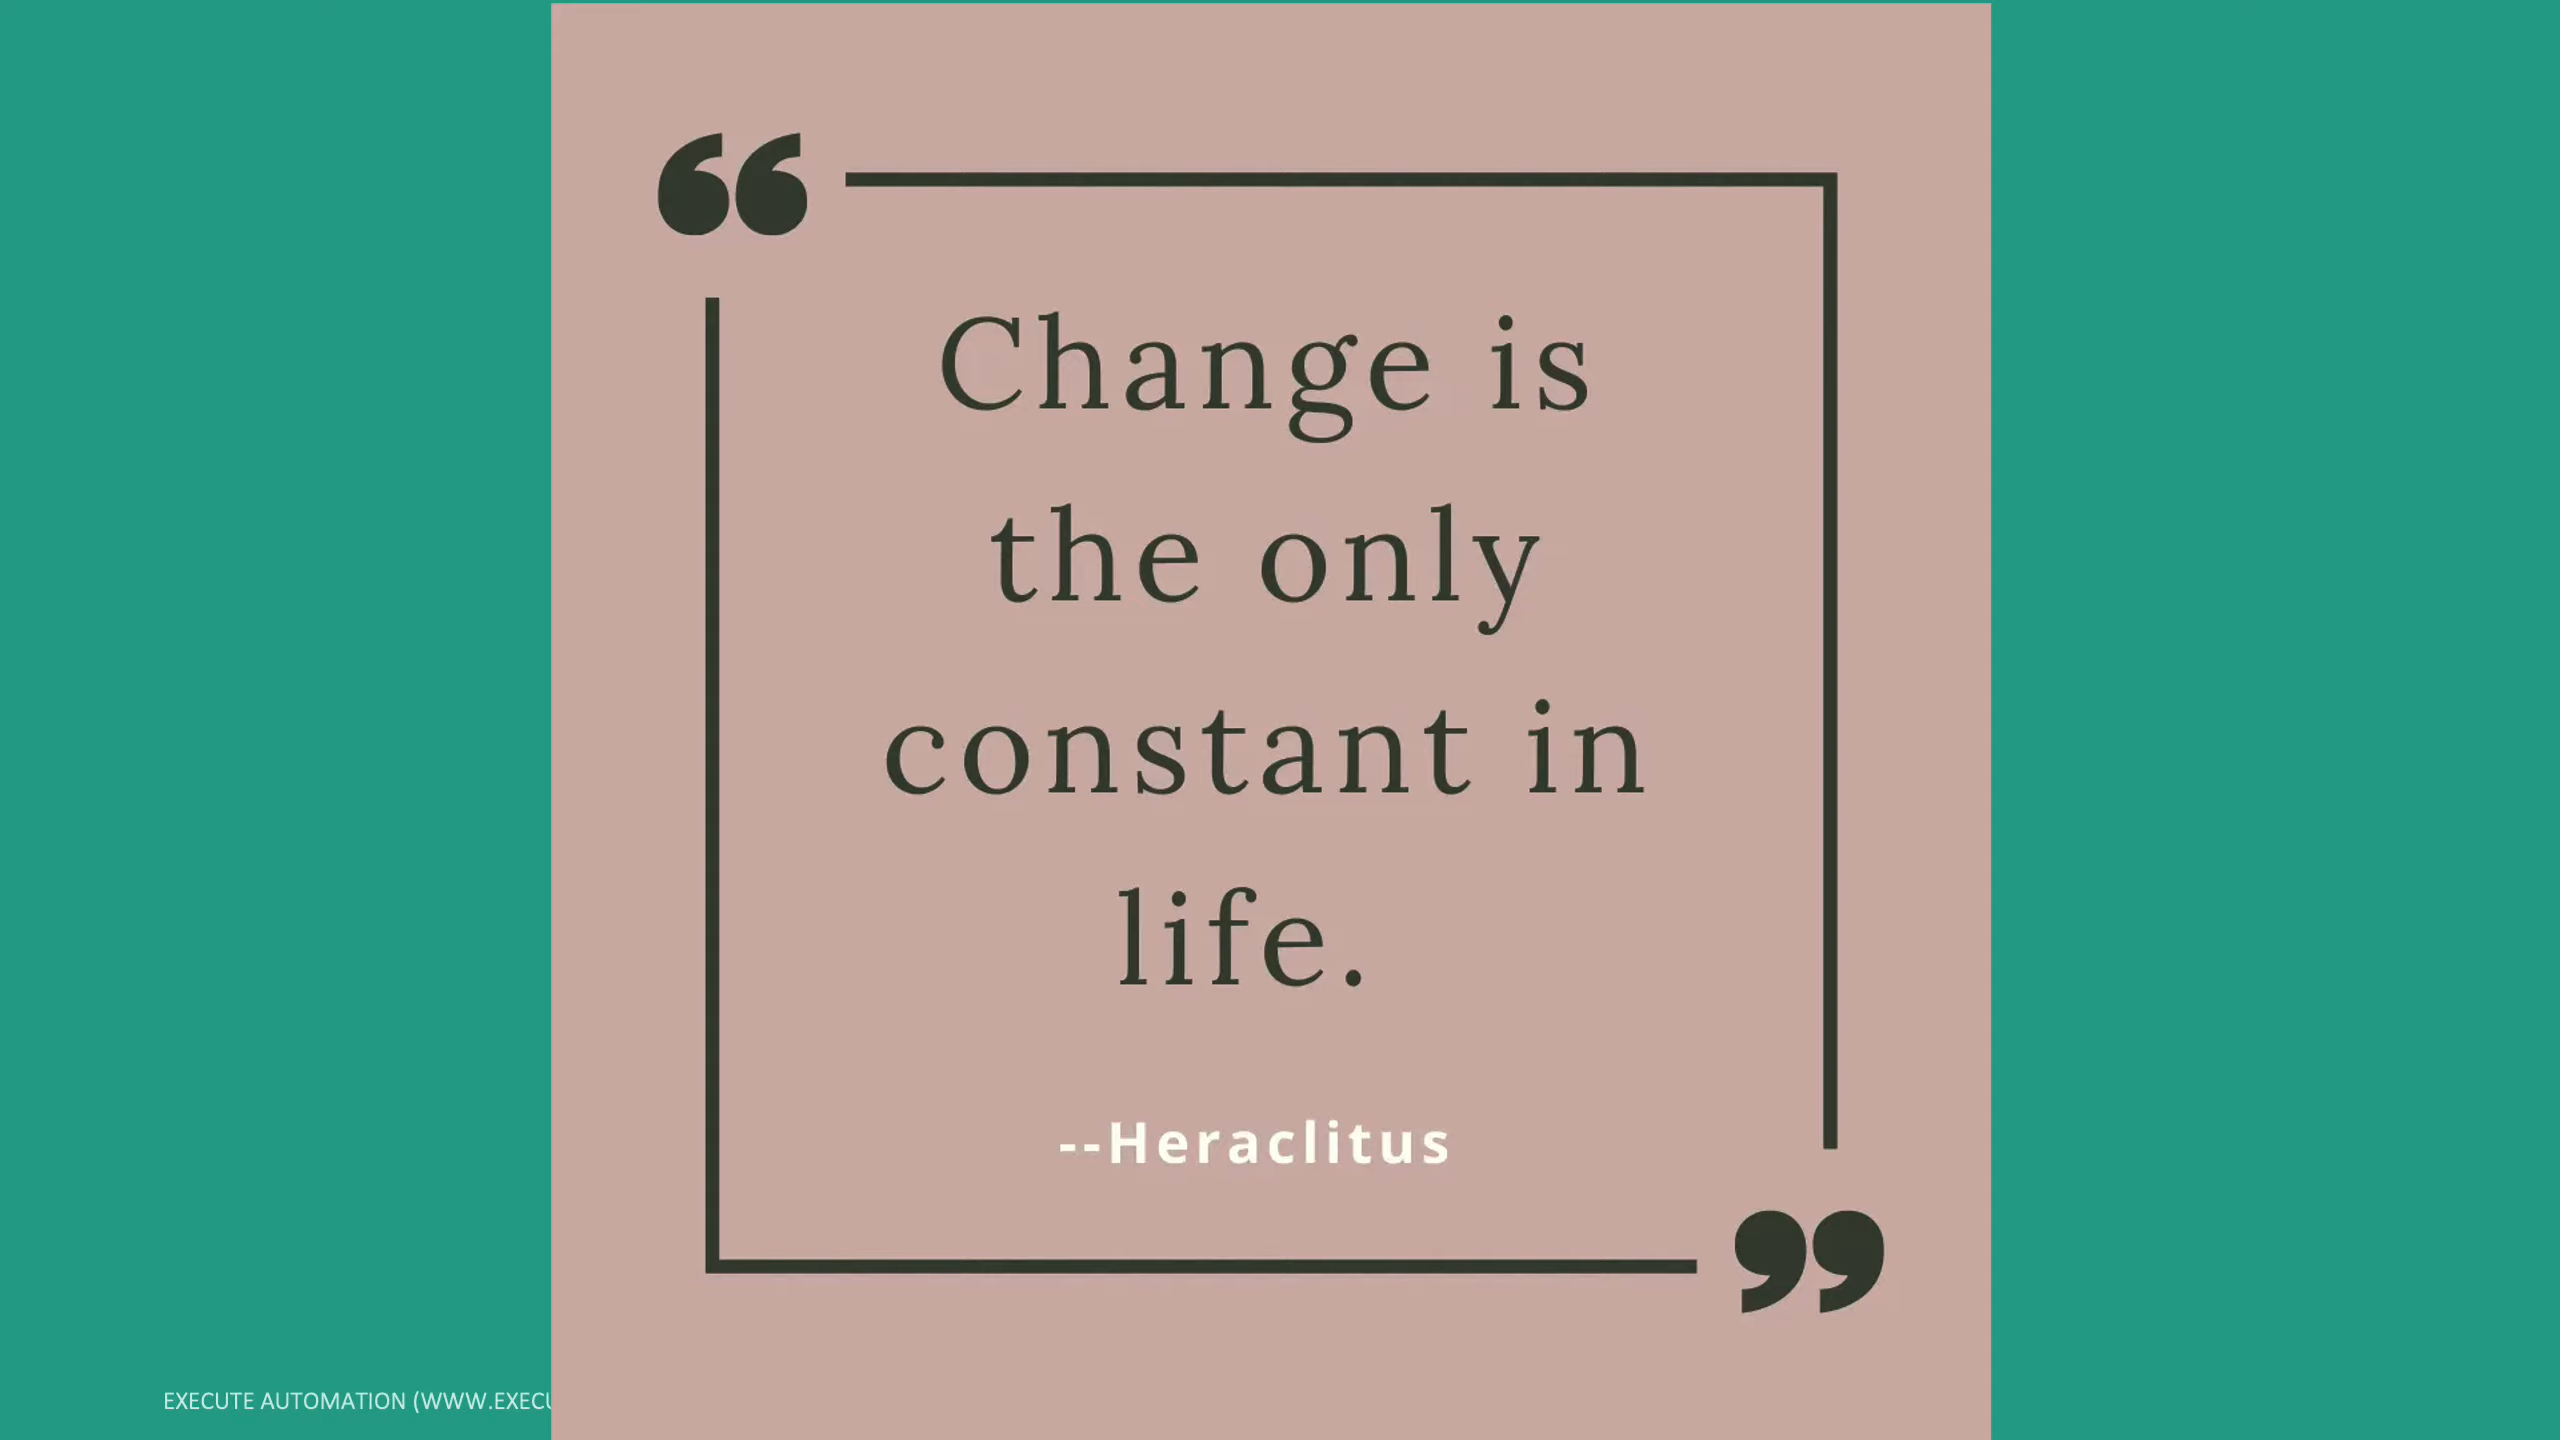 “
Change is
the only
constant in
life.
--Heraclitus
”
EXECUTE AUTOMATION (WWW.EXECU